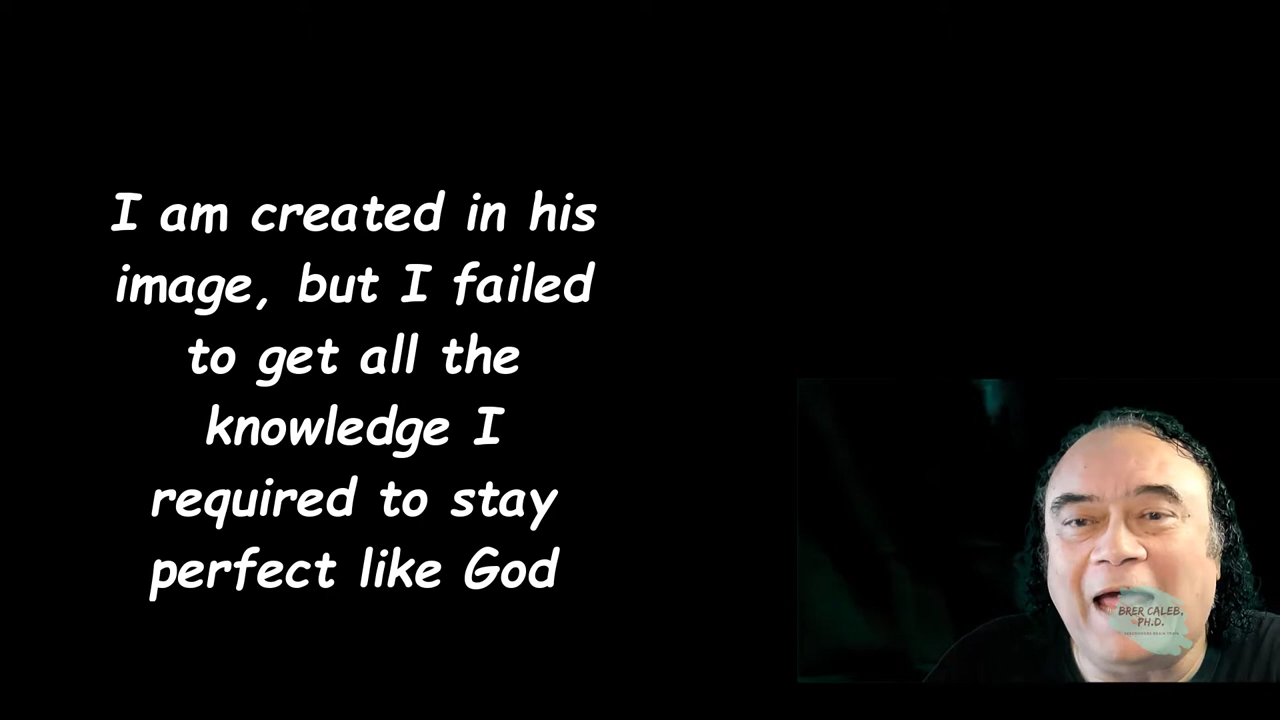 I am created in his
image, but I failed
to get all the
knowledge I
required to stay
perfect like God
BRER CALEB,
PH.D.